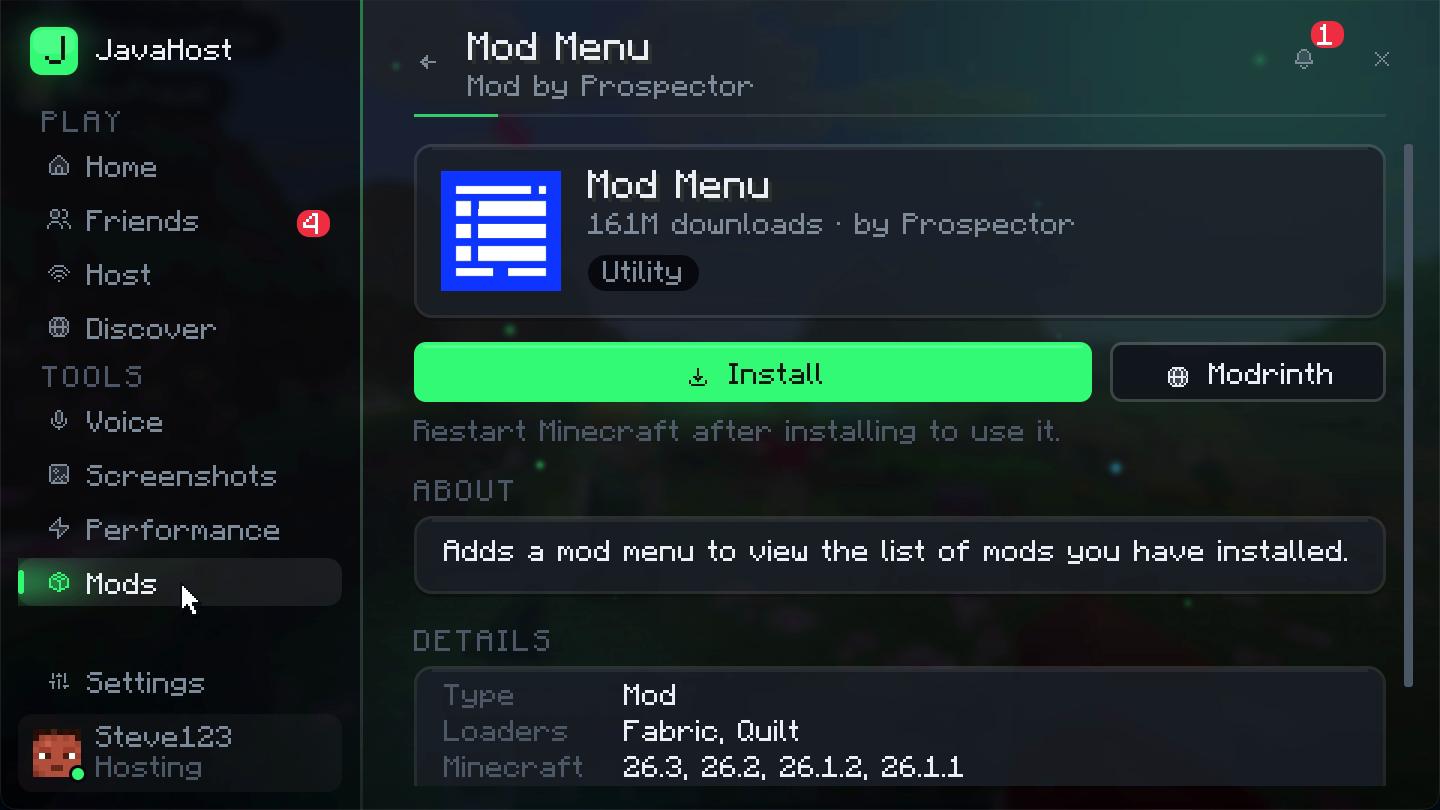 JavaHost
PLAY
Home
Friends 4
Host
Discover
TOOLS
Voice
Screenshots
Performance
Mods
Settings
Steve123
Hosting
Mod Menu
Mod by Prospector
1
Mod Menu
161M downloads · by Prospector
Utility
Install
Modrinth
Restart Minecraft after installing to use it.
ABOUT
Adds a mod menu to view the list of mods you have installed.
DETAILS
Type Mod
Loaders Fabric, Quilt
Minecraft 26.3, 26.2, 26.1.2, 26.1.1